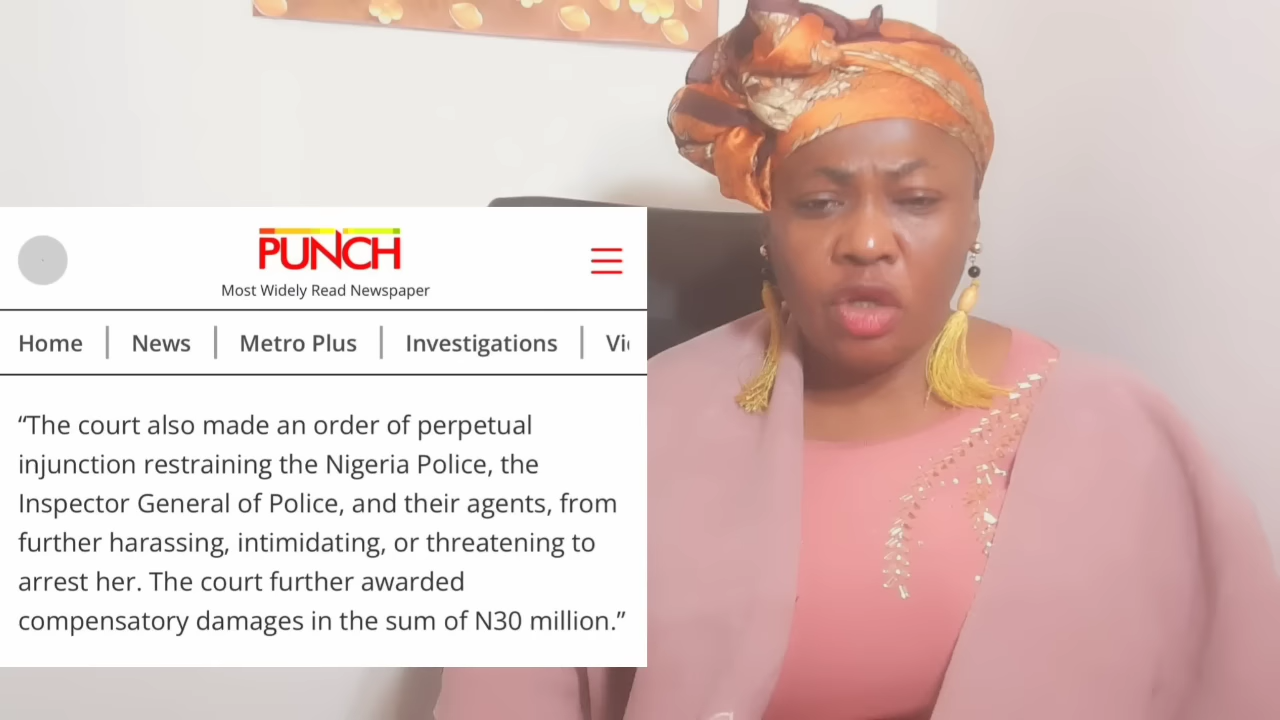 PUNCH
Most Widely Read Newspaper
Home | News | Metro Plus | Investigations |
“The court also made an order of perpetual
injunction restraining the Nigeria Police, the
Inspector General of Police, and their agents, from
further harassing, intimidating, or threatening to
arrest her. The court further awarded
compensatory damages in the sum of N30 million.”